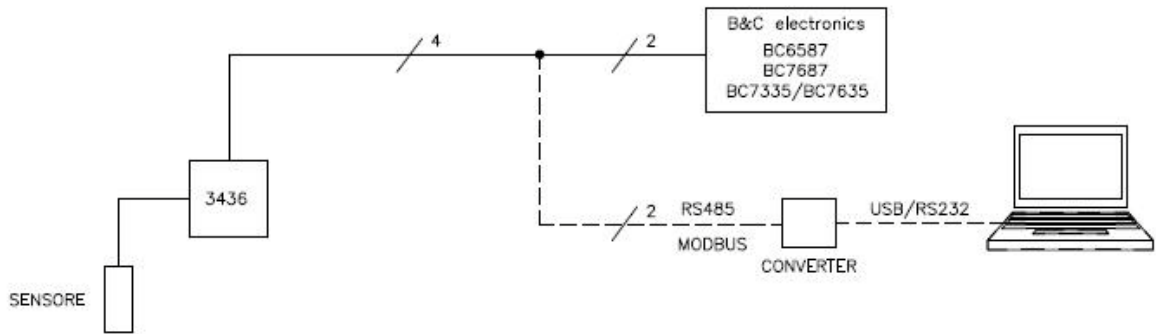 B&C electronics
BC6587
BC7687
BC7335/BC7635
4
2
3436
2
RS485
MODBUS
CONVERTER
USB/RS232
SENSORE